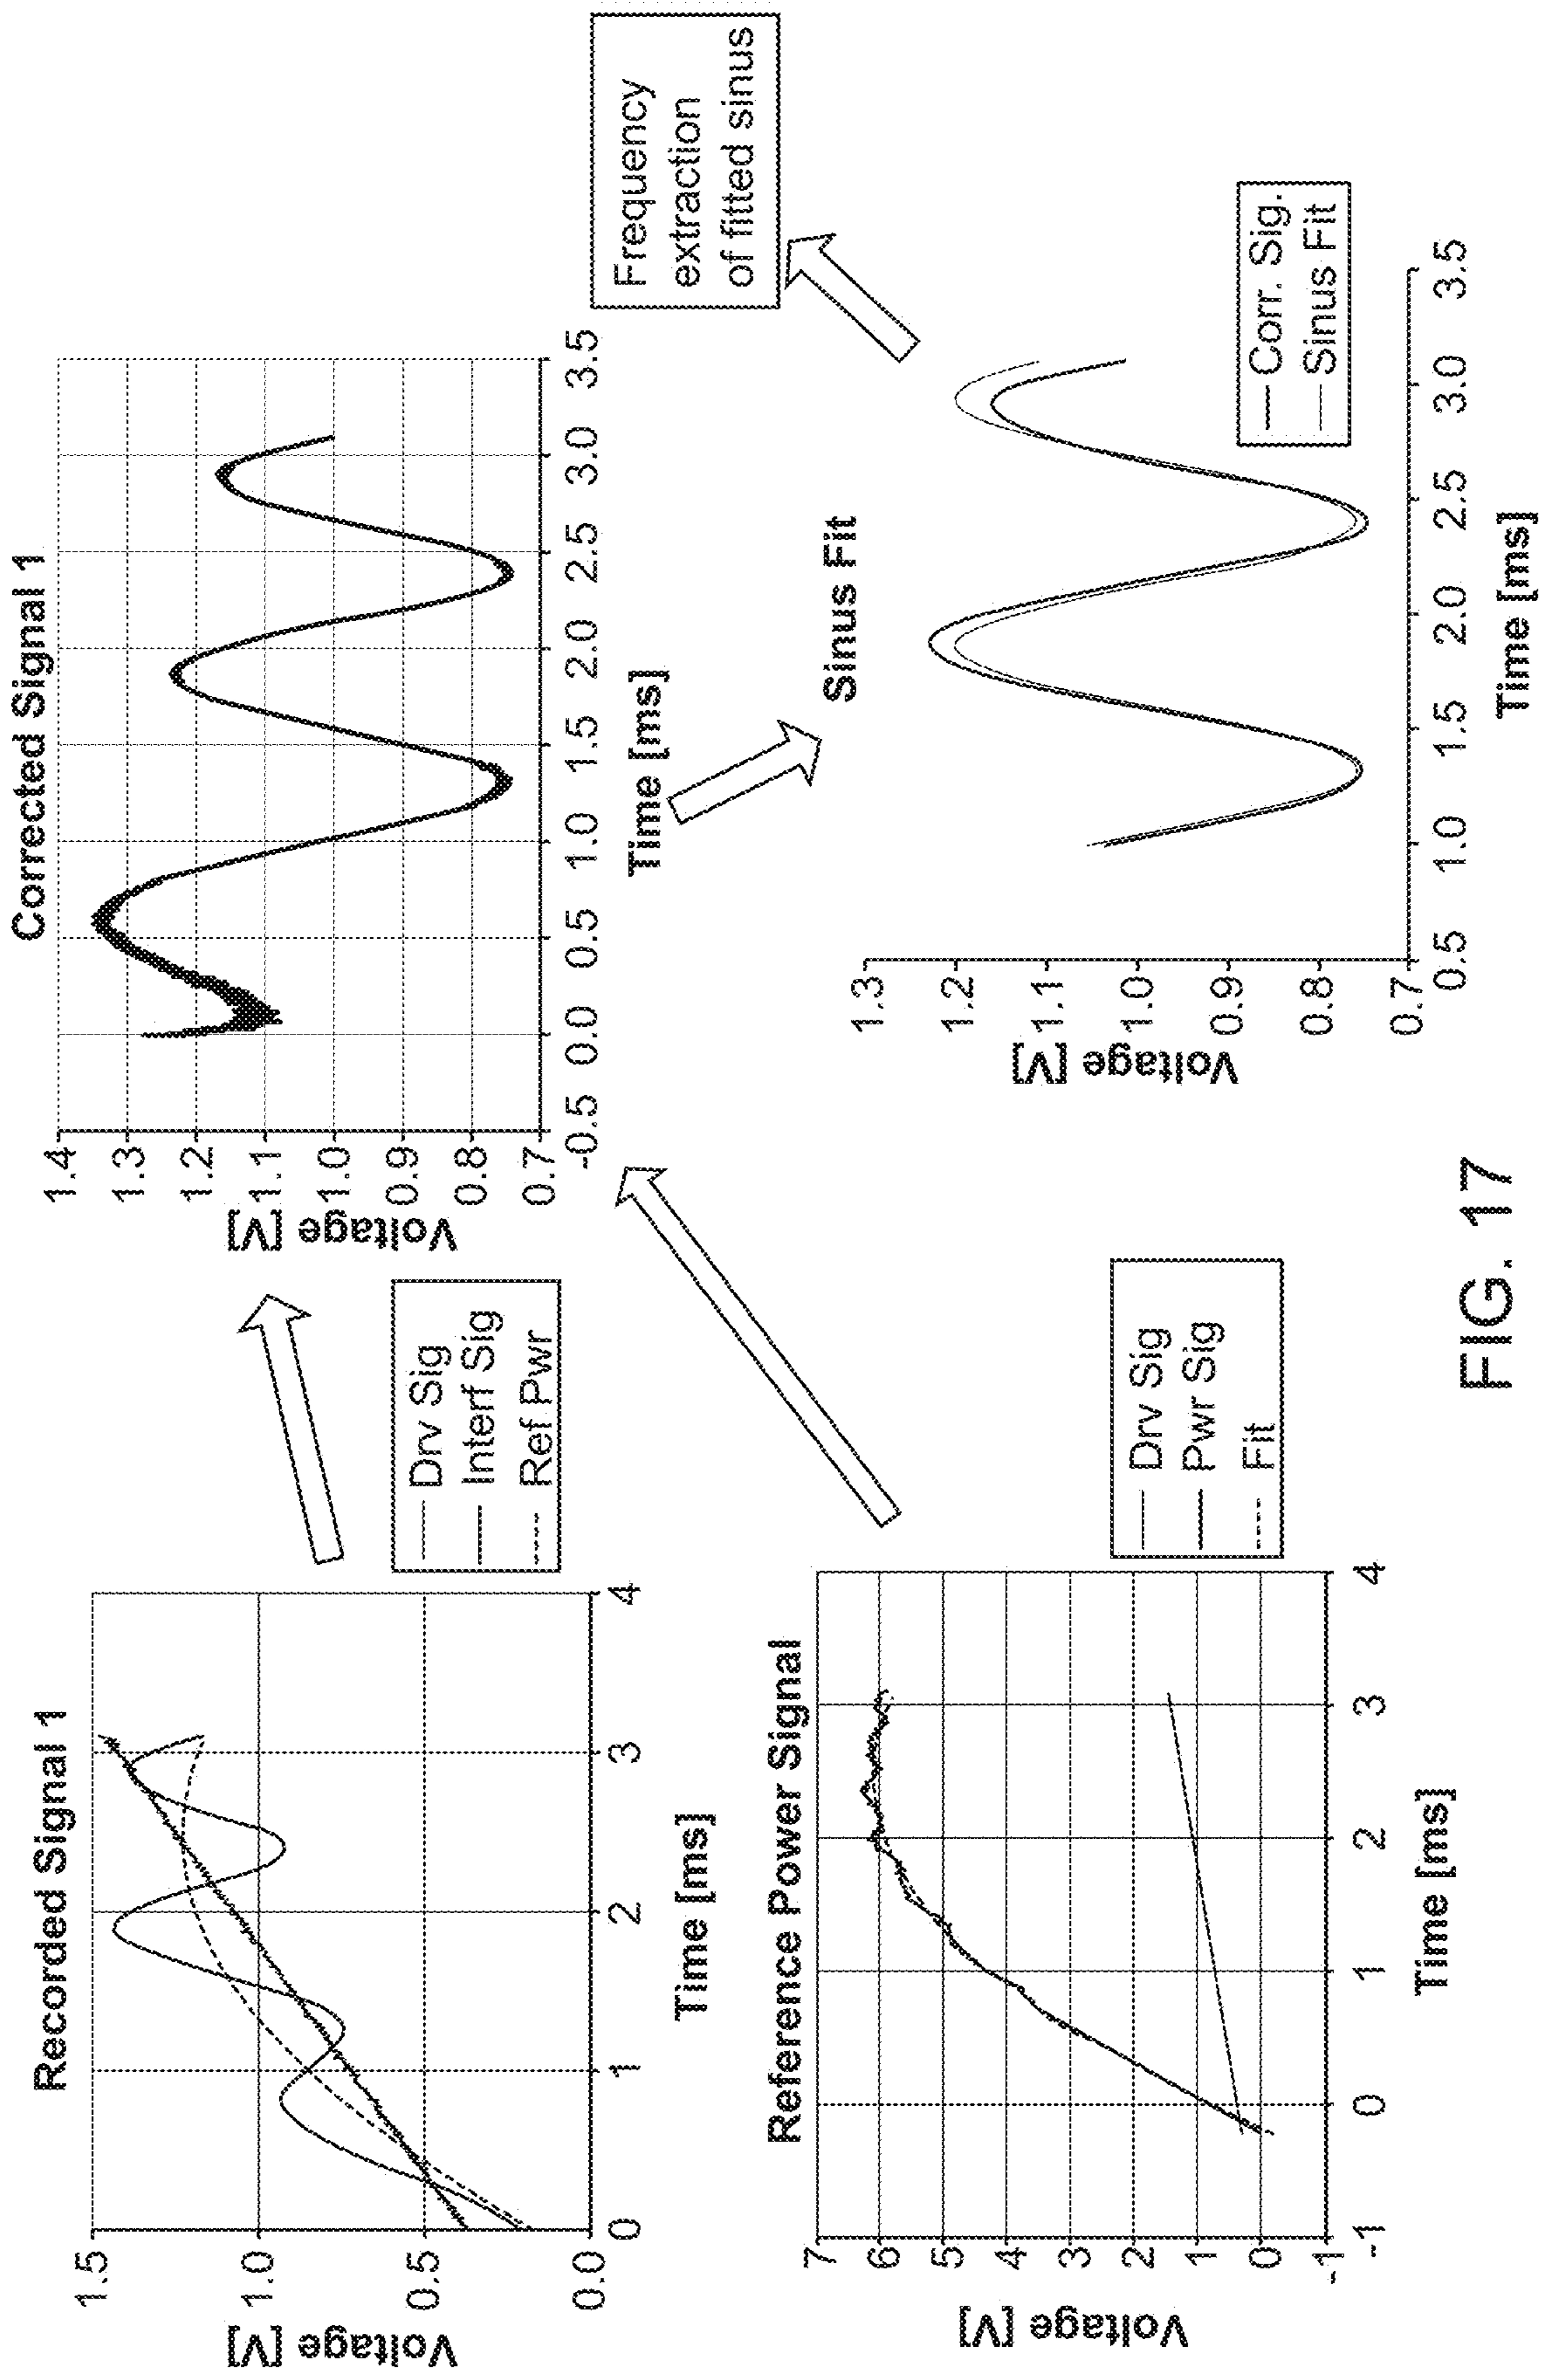 Recorded Signal 1
Voltage [V]
1.5
1.0
0.5
0.0
0 1 2 3 4
Time [ms]
Drv Sig
Interf Sig
Ref Pwr
Corrected Signal 1
Voltage [V]
1.4
1.3
1.2
1.1
1.0
0.9
0.8
0.7
-0.5 0.0 0.5 1.0 1.5 2.0 2.5 3.0 3.5
Time [ms]
Reference Power Signal
Voltage [V]
7
6
5
4
3
2
1
0
-1
-1 0 1 2 3 4
Time [ms]
Drv Sig
Pwr Sig
Fit
Sinus Fit
Voltage [V]
1.3
1.2
1.1
1.0
0.9
0.8
0.7
0.5 1.0 1.5 2.0 2.5 3.0 3.5
Time [ms]
Corr. Sig.
Sinus Fit
Frequency
extraction
of fitted sinus
FIG. 17